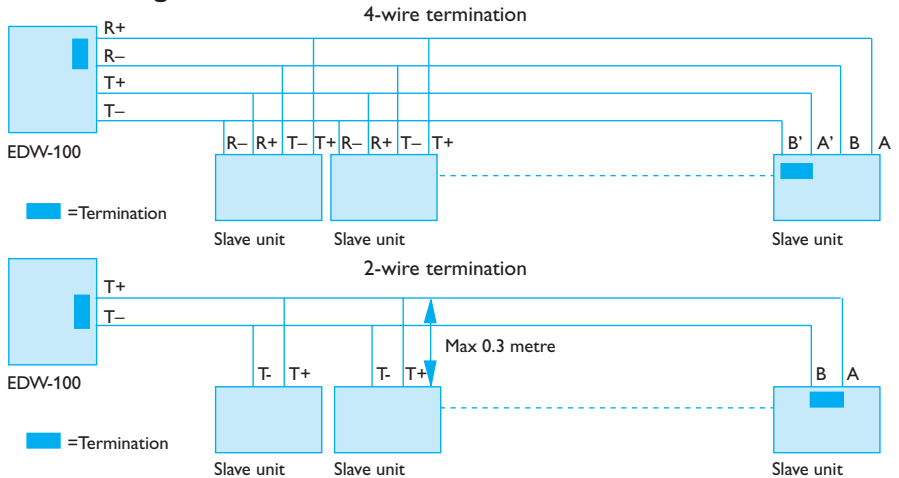 4-wire termination
R+
R–
T+
T–
EDW-100
R– R+ T– T+ R– R+ T– T+
B’ A’ B A
=Termination
Slave unit
Slave unit
Slave unit
2-wire termination
T+
T–
Max 0.3 metre
EDW-100
T- T+ T- T+
B A
=Termination
Slave unit
Slave unit
Slave unit